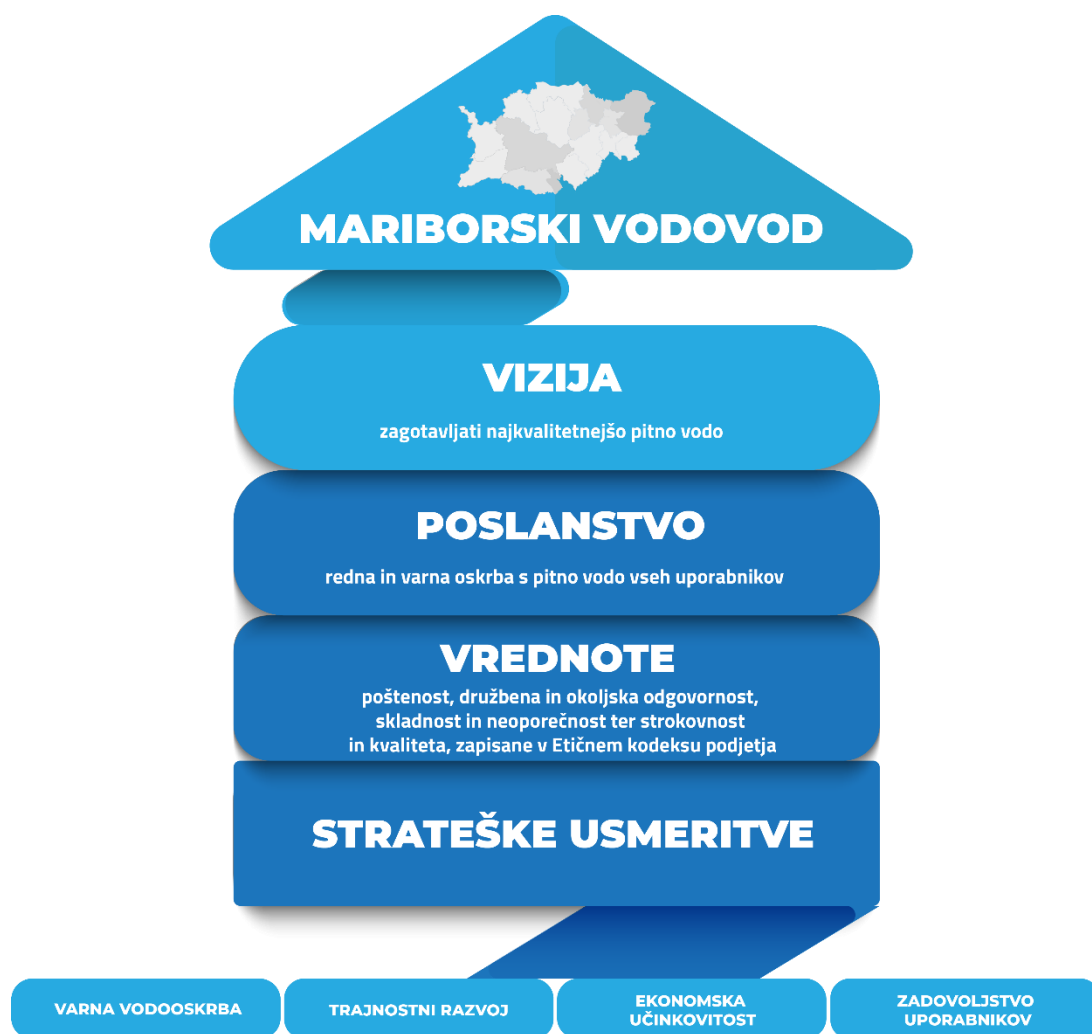 MARIBORSKI VODOVOD
VIZIJA
zagotavljati najkvalitetnejšo pitno vodo
POSLANSTVO
redna in varna oskrba s pitno vodo vseh uporabnikov
VREDNOTE
poštenost, družbena in okoljska odgovornost,
skladnost in neoporečnost ter strokovnost
in kvaliteta, zapisane v Etičnem kodeksu podjetja
STRATEŠKE USMERITVE
VARNA VODOOSKRBA
TRAJNOSTNI RAZVOJ
EKONOMSKA
UČINKOVITOST
ZADOVOLJSTVO
UPORABNIKOV